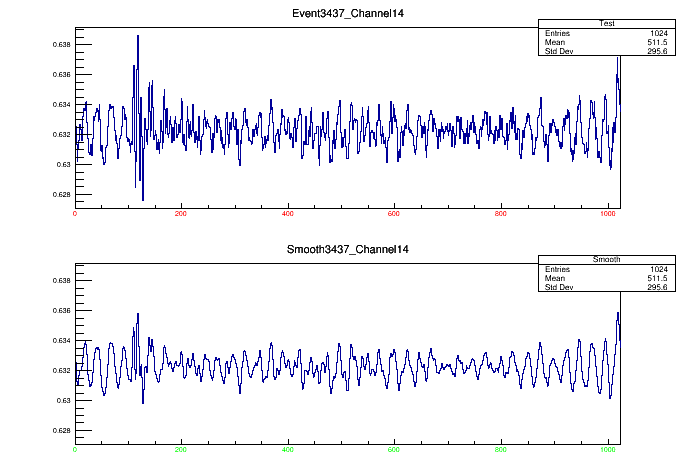 Event3437_Channel14
Test
Entries 1024
Mean 511.5
Std Dev 295.6
0.638
0.636
0.634
0.632
0.63
0.628
0 200 400 600 800 1000
Smooth3437_Channel14
Smooth
Entries 1024
Mean 511.5
Std Dev 295.6
0.638
0.636
0.634
0.632
0.63
0.628
0 200 400 600 800 1000